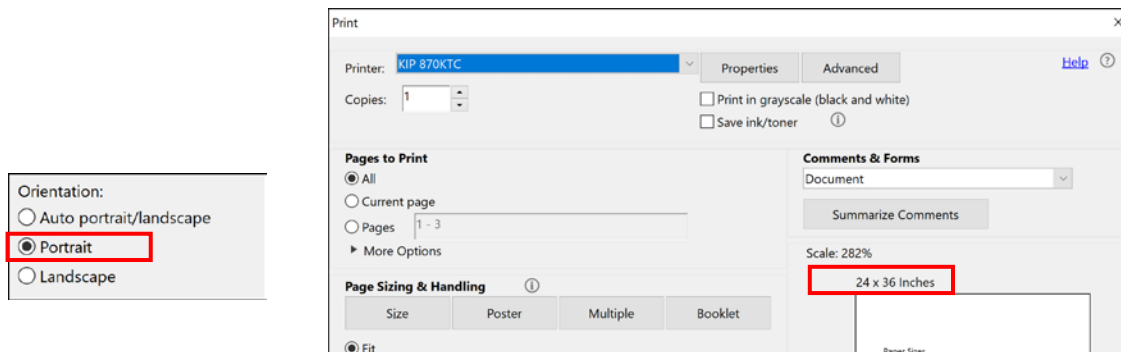 Orientation:
Auto portrait/landscape
Portrait
Landscape
Print
Printer: KIP 870KTC Properties Advanced Help
Copies: 1 Print in grayscale (black and white)
Save ink/toner
Pages to Print
All
Current page
Pages 1 - 3
More Options
Comments & Forms
Document
Summarize Comments
Page Sizing & Handling
Size Poster Multiple Booklet
Fit
Scale: 282%
24 x 36 Inches
Paper Sizes